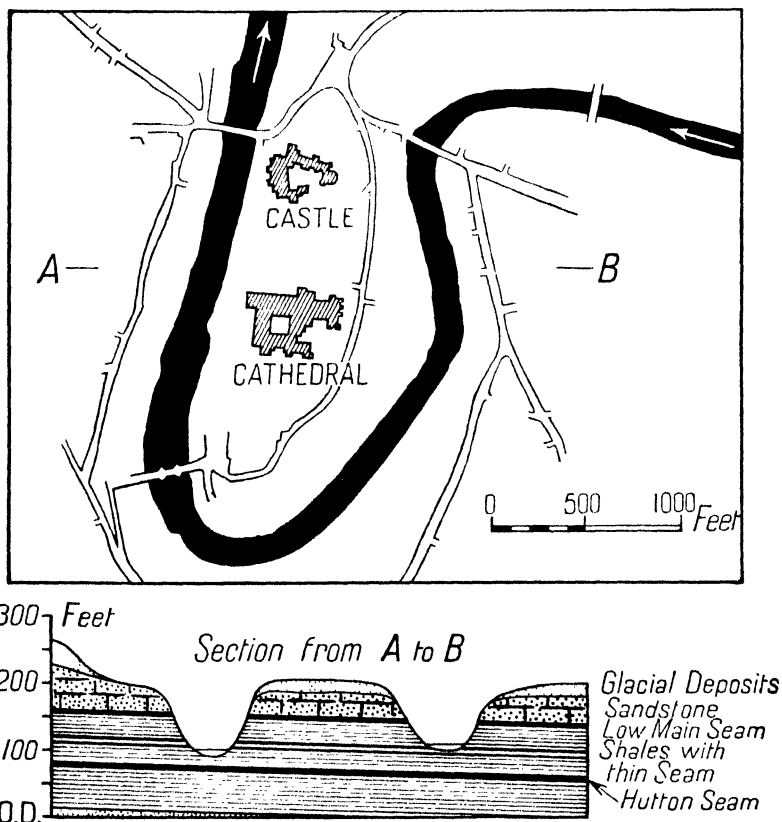 CASTLE
A
B
CATHEDRAL
0 500 1000
Feet
300 Feet
Section from A to B
200
Glacial Deposits
Sandstone
Low Main Seam
100
Shales with
thin Seam
Hutton Seam
O.D.